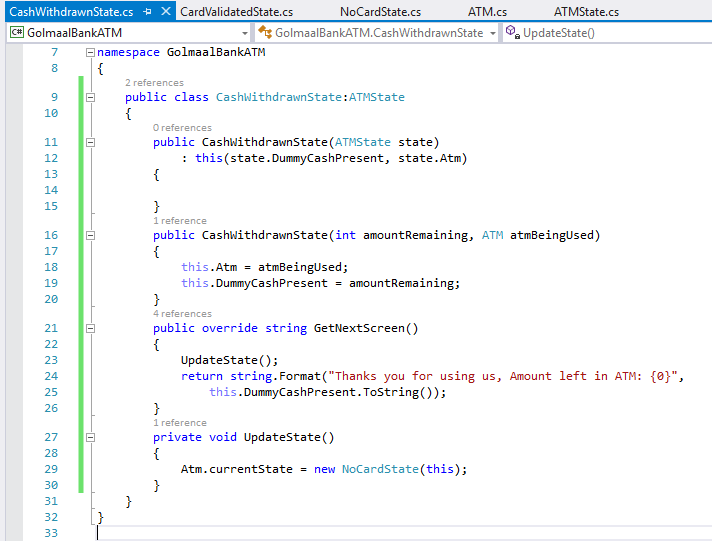 CashWithdrawnState.cs CardValidatedState.cs NoCardState.cs ATM.cs ATMState.cs
C# GolmaalBankATM GolmaalBankATM.CashWithdrawnState UpdateState()
7 namespace GolmaalBankATM
8 {
2 references
9 public class CashWithdrawnState:ATMState
10 {
0 references
11 public CashWithdrawnState(ATMState state)
12 : this(state.DummyCashPresent, state.Atm)
13 {
14
15 }
1 reference
16 public CashWithdrawnState(int amountRemaining, ATM atmBeingUsed)
17 {
18 this.Atm = atmBeingUsed;
19 this.DummyCashPresent = amountRemaining;
20 }
4 references
21 public override string GetNextScreen()
22 {
23 UpdateState();
24 return string.Format("Thanks you for using us, Amount left in ATM: {0}",
25 this.DummyCashPresent.ToString());
26 }
1 reference
27 private void UpdateState()
28 {
29 Atm.currentState = new NoCardState(this);
30 }
31 }
32 }
33